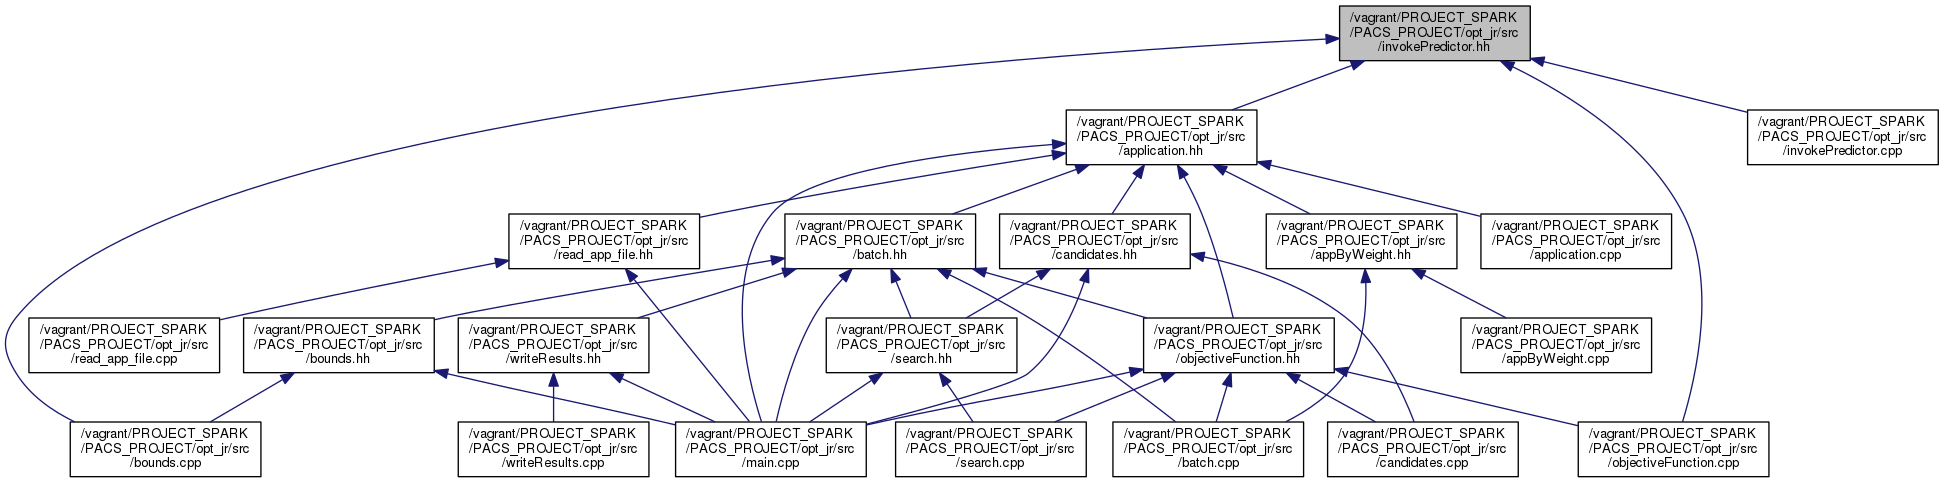 /vagrant/PROJECT_SPARK
/PACS_PROJECT/opt_jr/src
/invokePredictor.hh
/vagrant/PROJECT_SPARK
/PACS_PROJECT/opt_jr/src
/application.hh
/vagrant/PROJECT_SPARK
/PACS_PROJECT/opt_jr/src
/invokePredictor.cpp
/vagrant/PROJECT_SPARK
/PACS_PROJECT/opt_jr/src
/read_app_file.hh
/vagrant/PROJECT_SPARK
/PACS_PROJECT/opt_jr/src
/batch.hh
/vagrant/PROJECT_SPARK
/PACS_PROJECT/opt_jr/src
/candidates.hh
/vagrant/PROJECT_SPARK
/PACS_PROJECT/opt_jr/src
/appByWeight.hh
/vagrant/PROJECT_SPARK
/PACS_PROJECT/opt_jr/src
/application.cpp
/vagrant/PROJECT_SPARK
/PACS_PROJECT/opt_jr/src
/read_app_file.cpp
/vagrant/PROJECT_SPARK
/PACS_PROJECT/opt_jr/src
/bounds.hh
/vagrant/PROJECT_SPARK
/PACS_PROJECT/opt_jr/src
/writeResults.hh
/vagrant/PROJECT_SPARK
/PACS_PROJECT/opt_jr/src
/search.hh
/vagrant/PROJECT_SPARK
/PACS_PROJECT/opt_jr/src
/objectiveFunction.hh
/vagrant/PROJECT_SPARK
/PACS_PROJECT/opt_jr/src
/appByWeight.cpp
/vagrant/PROJECT_SPARK
/PACS_PROJECT/opt_jr/src
/bounds.cpp
/vagrant/PROJECT_SPARK
/PACS_PROJECT/opt_jr/src
/writeResults.cpp
/vagrant/PROJECT_SPARK
/PACS_PROJECT/opt_jr/src
/main.cpp
/vagrant/PROJECT_SPARK
/PACS_PROJECT/opt_jr/src
/search.cpp
/vagrant/PROJECT_SPARK
/PACS_PROJECT/opt_jr/src
/batch.cpp
/vagrant/PROJECT_SPARK
/PACS_PROJECT/opt_jr/src
/candidates.cpp
/vagrant/PROJECT_SPARK
/PACS_PROJECT/opt_jr/src
/objectiveFunction.cpp